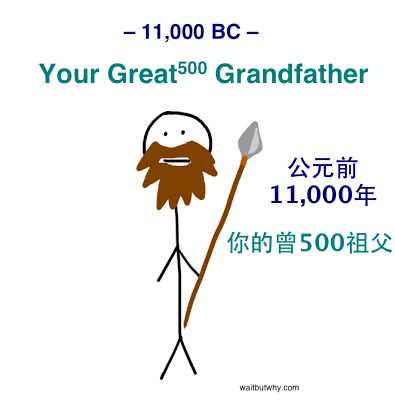 – 11,000 BC –
Your Great⁵⁰⁰ Grandfather
公元前
11,000年
你的曾500祖父
waitbutwhy.com